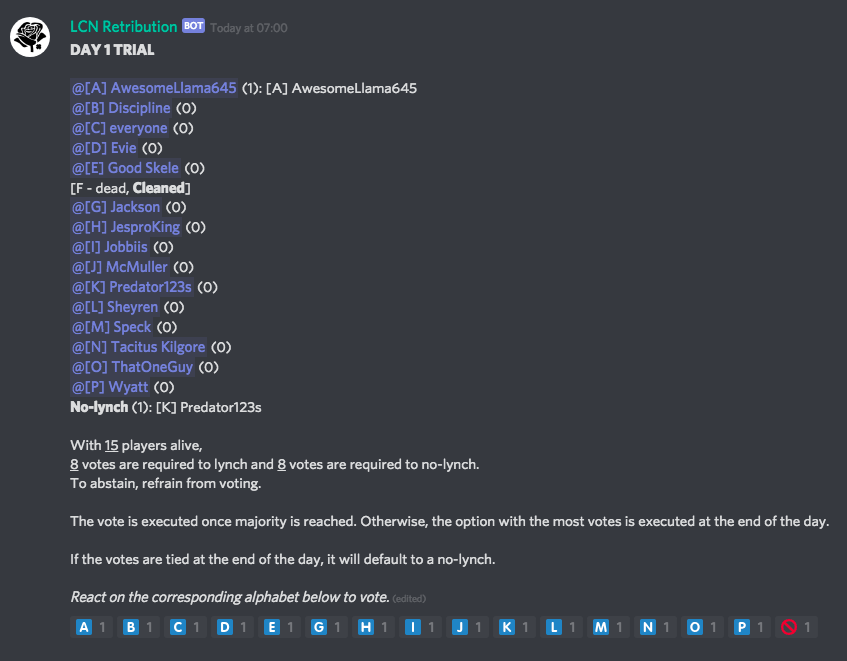 LCN Retribution BOT Today at 07:00
DAY 1 TRIAL
@[A] AwesomeLlama645 (1): [A] AwesomeLlama645
@[B] Discipline (0)
@[C] everyone (0)
@[D] Evie (0)
@[E] Good Skele (0)
[F - dead, Cleaned]
@[G] Jackson (0)
@[H] JesproKing (0)
@[I] Jobbiis (0)
@[J] McMuller (0)
@[K] Predator123s (0)
@[L] Sheyren (0)
@[M] Speck (0)
@[N] Tacitus Kilgore (0)
@[O] ThatOneGuy (0)
@[P] Wyatt (0)
No-lynch (1): [K] Predator123s
With 15 players alive,
8 votes are required to lynch and 8 votes are required to no-lynch.
To abstain, refrain from voting.
The vote is executed once majority is reached. Otherwise, the option with the most votes is executed at the end of the day.
If the votes are tied at the end of the day, it will default to a no-lynch.
React on the corresponding alphabet below to vote. (edited)
A 1 B 1 C 1 D 1 E 1 G 1 H 1 I 1 J 1 K 1 L 1 M 1 N 1 O 1 P 1 1